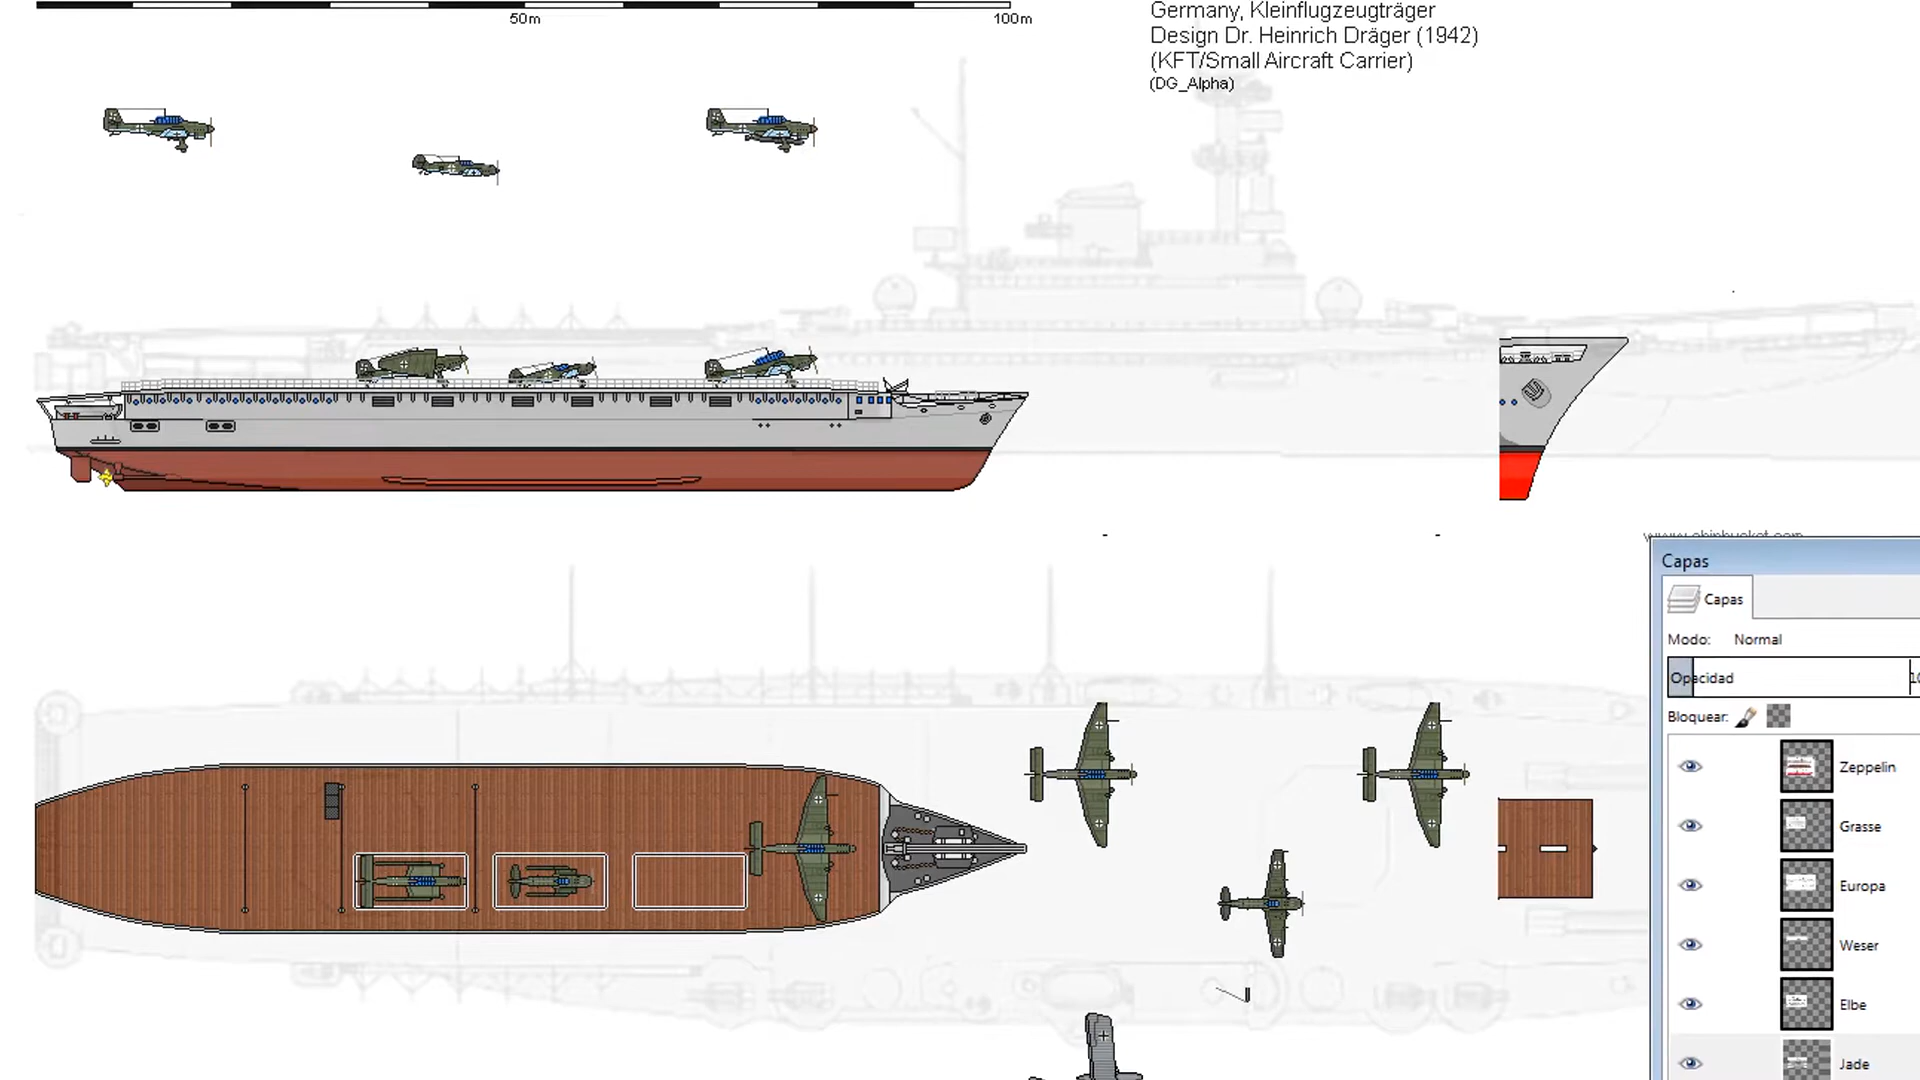 50m
100m
Germany, Kleinflugzeugträger
Design Dr. Heinrich Dräger (1942)
(KFT/Small Aircraft Carrier)
(DG_Alpha)
Capas
Capas
Modo: Normal
Opacidad
Bloquear:
Zeppelin
Grasse
Europa
Weser
Elbe
Jade